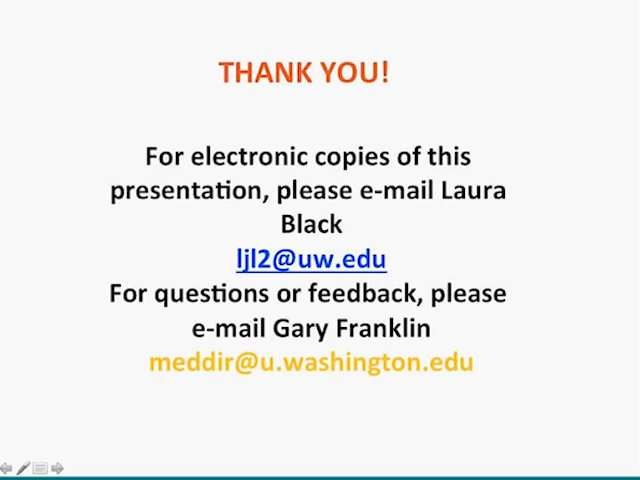 THANK YOU!
For electronic copies of this
presentation, please e-mail Laura
Black
ljl2@uw.edu
For questions or feedback, please
e-mail Gary Franklin
meddir@u.washington.edu